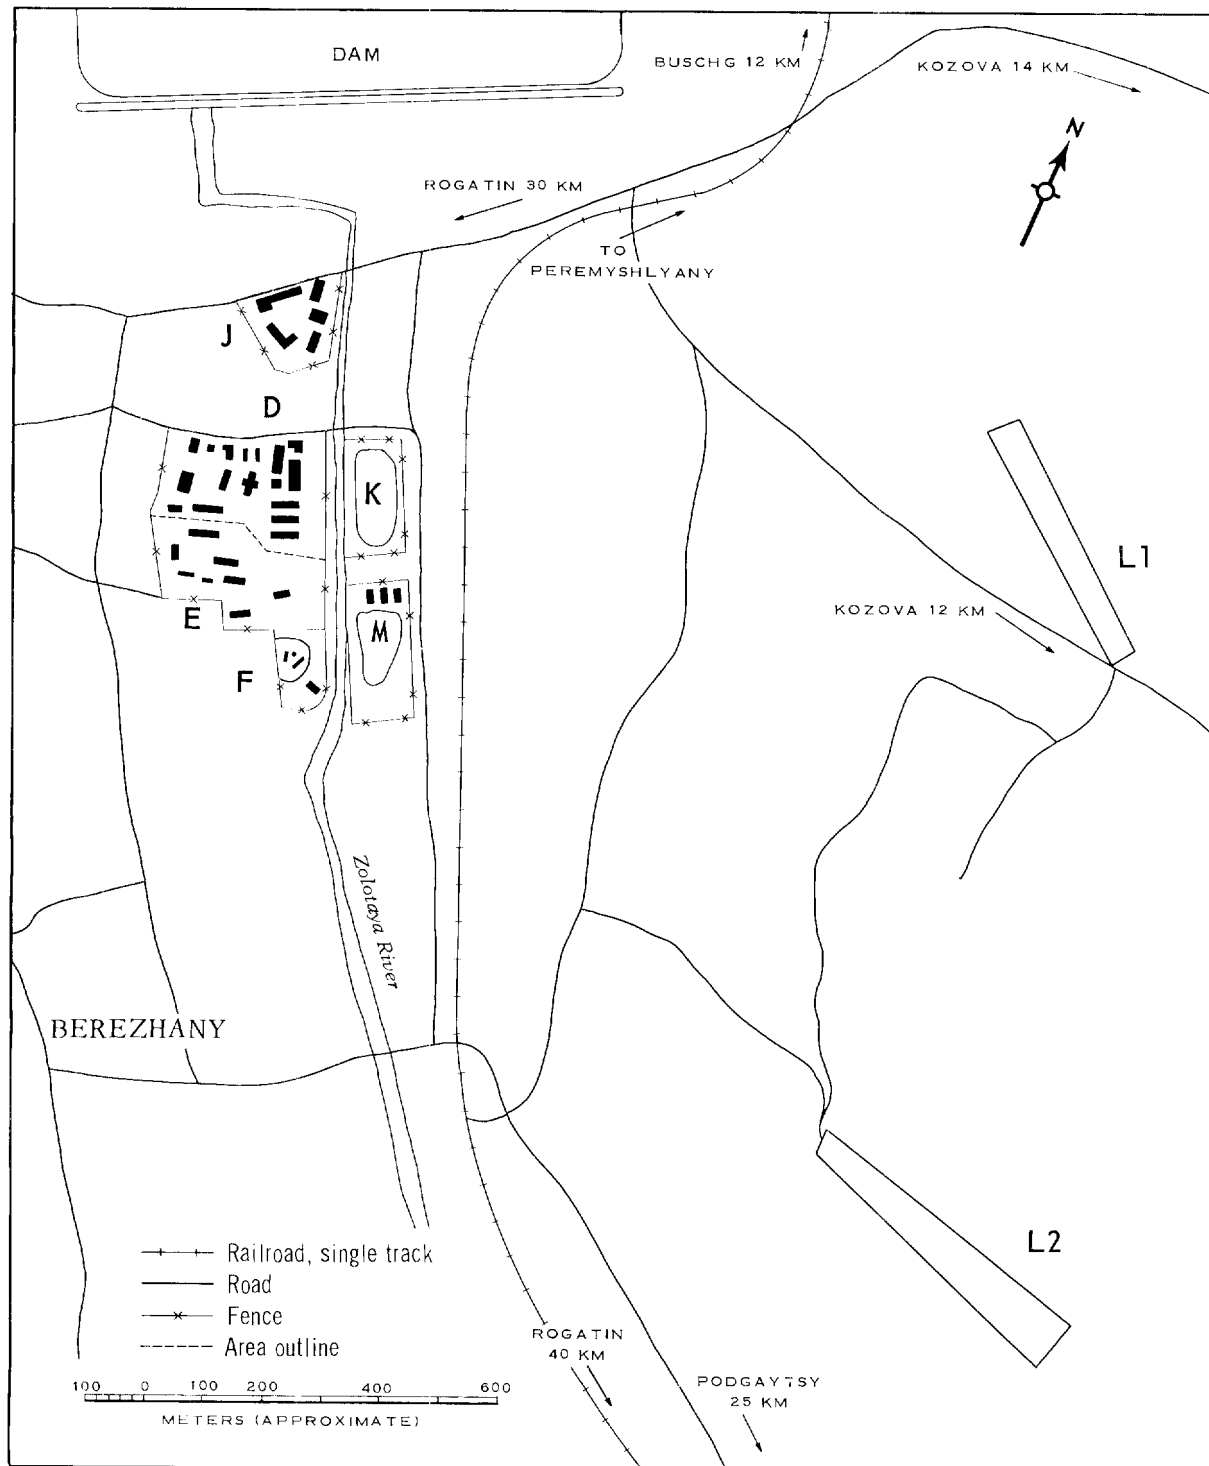 DAM
BUSCHG 12 KM
KOZOVA 14 KM
N
ROGATIN 30 KM
TO
PEREMYSHLYANY
J
D
K
L1
KOZOVA 12 KM
E
M
F
Zolotaya River
BEREZHANY
L2
Railroad, single track
Road
Fence
Area outline
ROGATIN
40 KM
PODGAYTSY
25 KM
100 0 100 200 400 600
METERS (APPROXIMATE)